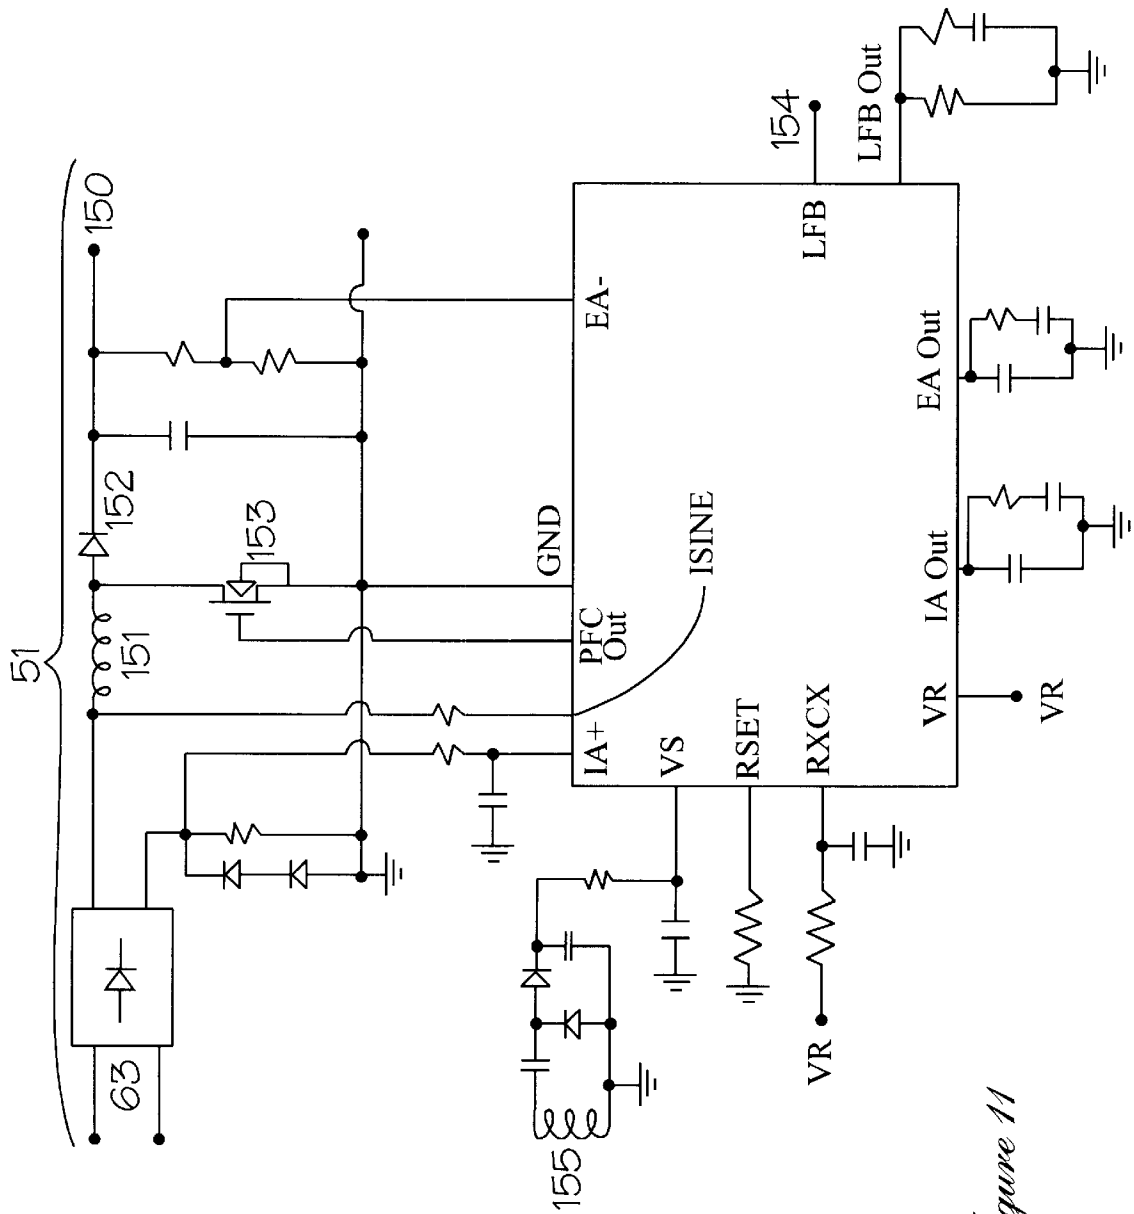 51
150
152
151
153
63
154
LFB Out
LFB
EA-
GND
PFC
Out
IA+
ISINE
VS
RSET
RXCX
VR
IA Out
EA Out
VR
VR
155
11